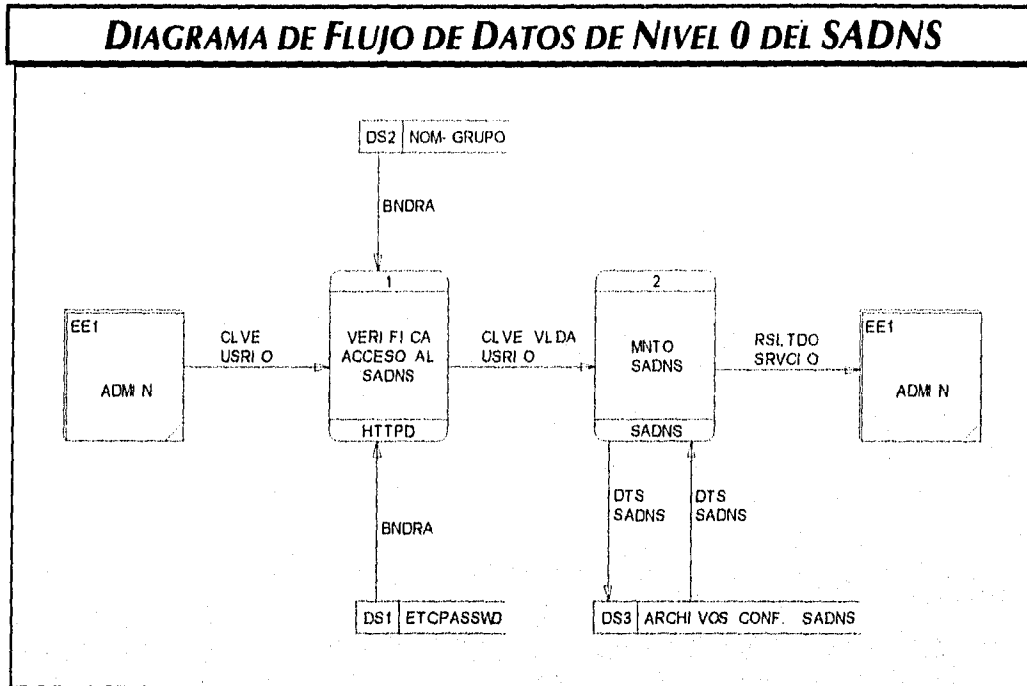 DIAGRAMA DE FLUJO DE DATOS DE NIVEL 0 DEL SADNS
DS2 NOM-GRUPO
BNDRA
1
VERIFICA
ACCESO AL
SADNS
HTTPD
2
MNTO
SADNS
SADNS
EE1
ADMIN
CLVE
USRIO
CLVE VLDA
USRIO
RSLTDO
SRVCIO
EE1
ADMIN
BNDRA
DTS
SADNS
DTS
SADNS
DS1 ETCPASSWD
DS3 ARCHIVOS CONF. SADNS